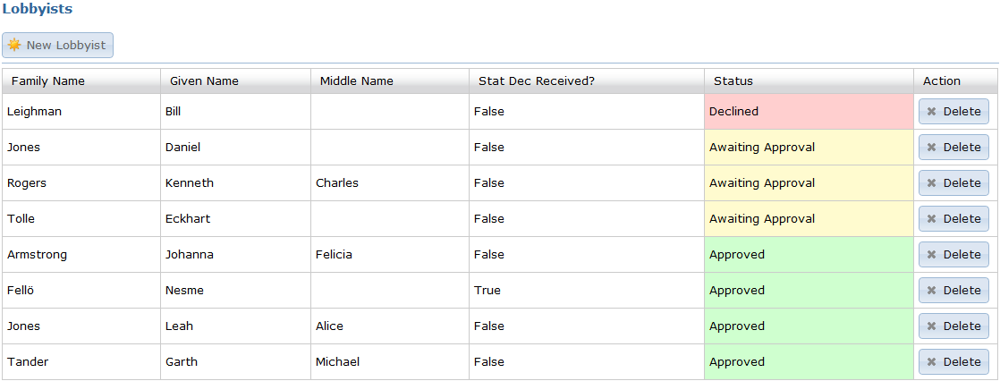 Lobbyists
New Lobbyist
Family Name Given Name Middle Name Stat Dec Received? Status Action
Leighman Bill False Declined Delete
Jones Daniel False Awaiting Approval Delete
Rogers Kenneth Charles False Awaiting Approval Delete
Tolle Eckhart False Awaiting Approval Delete
Armstrong Johanna Felicia False Approved Delete
Fellö Nesme True Approved Delete
Jones Leah Alice False Approved Delete
Tander Garth Michael False Approved Delete